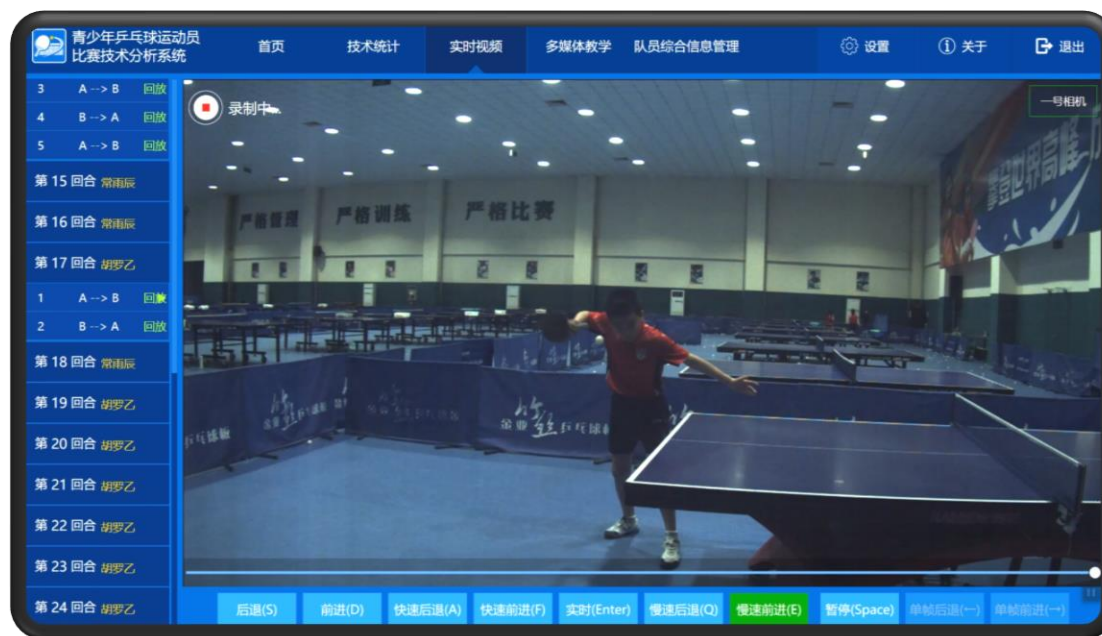 青少年乒乓球运动员
比赛技术分析系统
首页
技术统计
实时视频
多媒体教学
队员综合信息管理
设置
关于
退出
3 A --> B 回放
4 B --> A 回放
5 A --> B 回放
第 15 回合 常雨辰
第 16 回合 常雨辰
第 17 回合 胡罗乙
1 A --> B 回放
2 B --> A 回放
第 18 回合 常雨辰
第 19 回合 胡罗乙
第 20 回合 胡罗乙
第 21 回合 胡罗乙
第 22 回合 胡罗乙
第 23 回合 胡罗乙
第 24 回合 胡罗乙
录制中...
一号相机
严格管理
严格训练
严格比赛
攀登世界高峰
后退(S)
前进(D)
快速后退(A)
快速前进(F)
实时(Enter)
慢速后退(Q)
慢速前进(E)
暂停(Space)
单帧后退(←)
单帧前进(→)